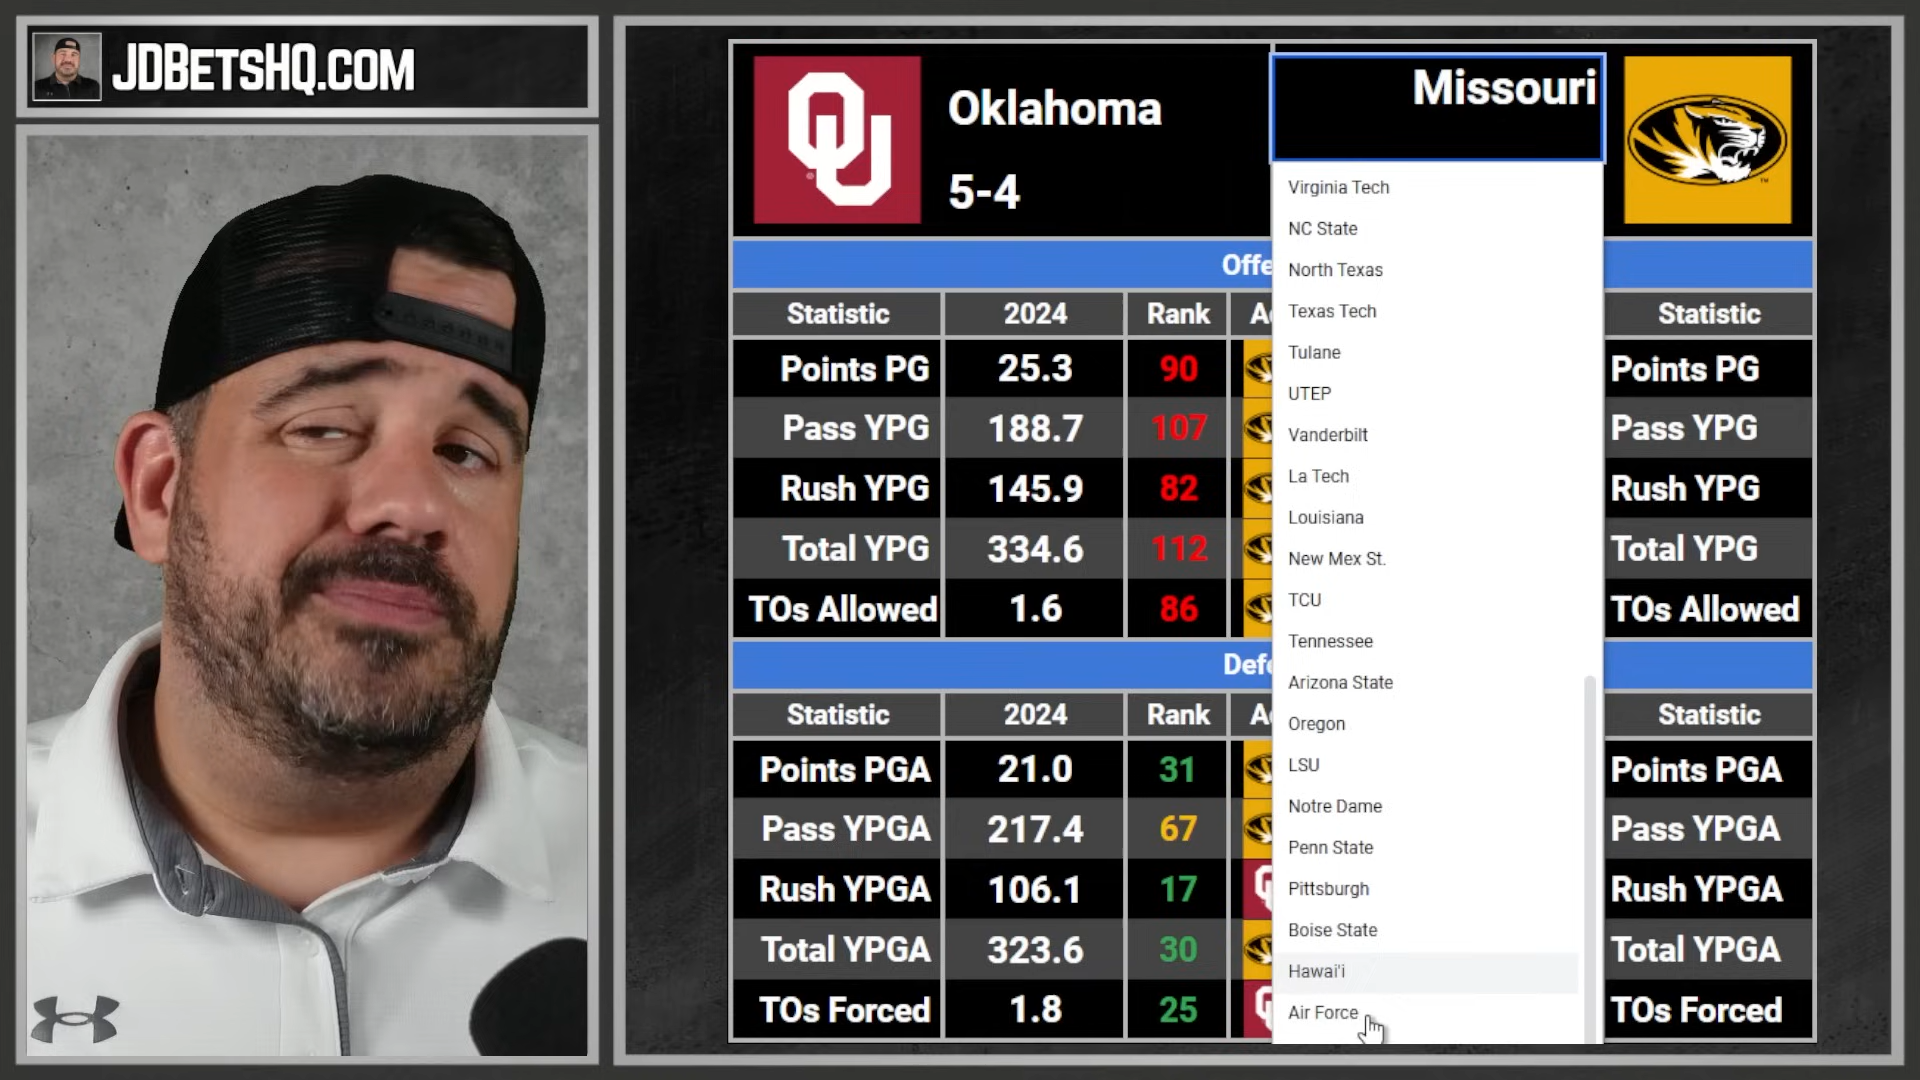 JDBetsHQ.com
OU
Oklahoma
5-4
Missouri
Offe
Statistic 2024 Rank A Statistic
Points PG 25.3 90 Points PG
Pass YPG 188.7 107 Pass YPG
Rush YPG 145.9 82 Rush YPG
Total YPG 334.6 112 Total YPG
TOs Allowed 1.6 86 TOs Allowed
Defe
Statistic 2024 Rank A Statistic
Points PGA 21.0 31 Points PGA
Pass YPGA 217.4 67 Pass YPGA
Rush YPGA 106.1 17 Rush YPGA
Total YPGA 323.6 30 Total YPGA
TOs Forced 1.8 25 TOs Forced
Virginia Tech
NC State
North Texas
Texas Tech
Tulane
UTEP
Vanderbilt
La Tech
Louisiana
New Mex St.
TCU
Tennessee
Arizona State
Oregon
LSU
Notre Dame
Penn State
Pittsburgh
Boise State
Hawai'i
Air Force